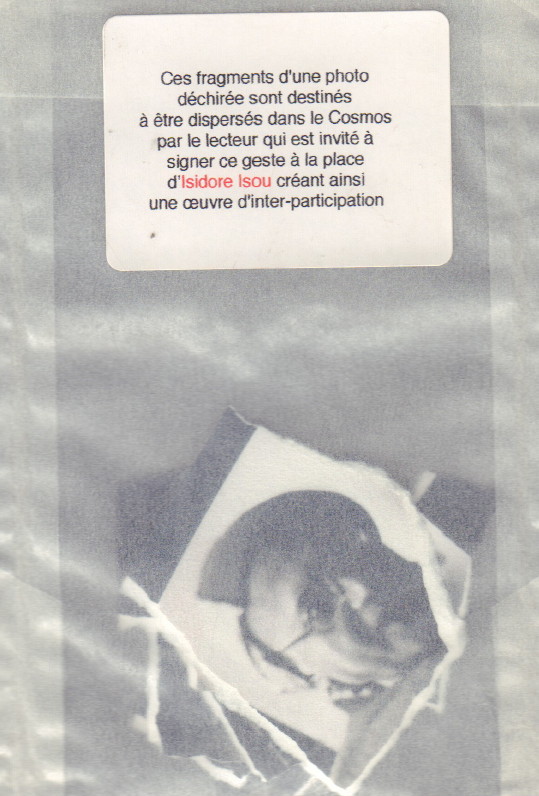 Ces fragments d'une photo
déchirée sont destinés
à être dispersés dans le Cosmos
par le lecteur qui est invité à
signer ce geste à la place
d'Isidore Isou créant ainsi
une œuvre d'inter-participation